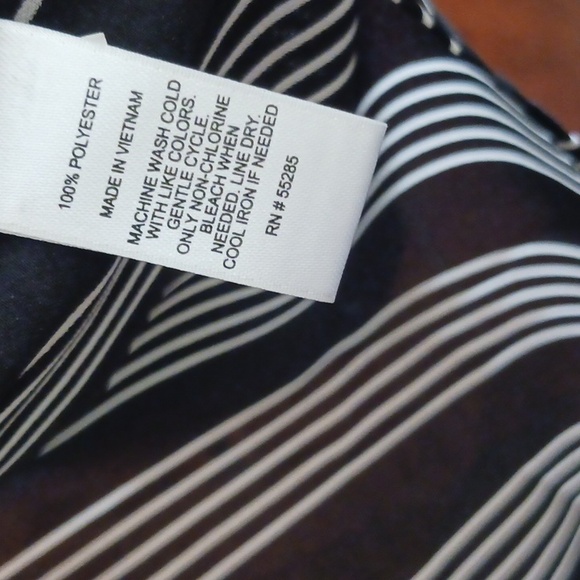 100% POLYESTER
MADE IN VIETNAM
MACHINE WASH COLD
WITH LIKE COLORS.
GENTLE CYCLE.
ONLY NON-CHLORINE
BLEACH WHEN
NEEDED. LINE DRY.
COOL IRON IF NEEDED
RN # 55285